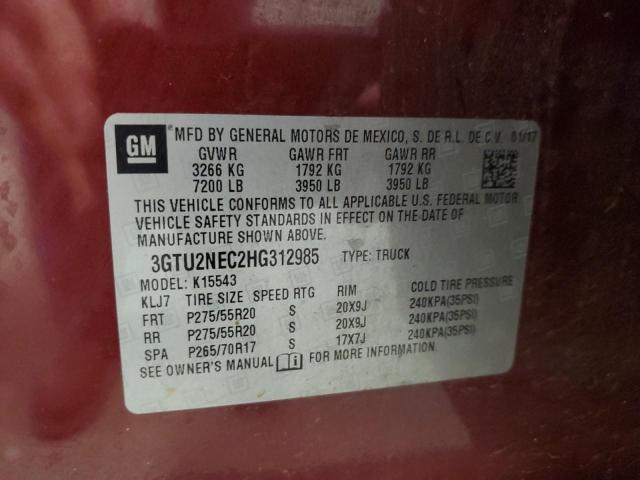 GM MFD BY GENERAL MOTORS DE MEXICO, S. DE R.L. DE C.V. 01/17
GVWR GAWR FRT GAWR RR
3266 KG 1792 KG 1792 KG
7200 LB 3950 LB 3950 LB
THIS VEHICLE CONFORMS TO ALL APPLICABLE U.S. FEDERAL MOTOR
VEHICLE SAFETY STANDARDS IN EFFECT ON THE DATE OF
MANUFACTURE SHOWN ABOVE.
3GTU2NEC2HG312985 TYPE: TRUCK
MODEL: K15543
KLJ7 TIRE SIZE SPEED RTG RIM COLD TIRE PRESSURE
FRT P275/55R20 S 20X9J 240KPA(35PSI)
RR P275/55R20 S 20X9J 240KPA(35PSI)
SPA P265/70R17 S 17X7J 240KPA(35PSI)
SEE OWNER'S MANUAL FOR MORE INFORMATION.